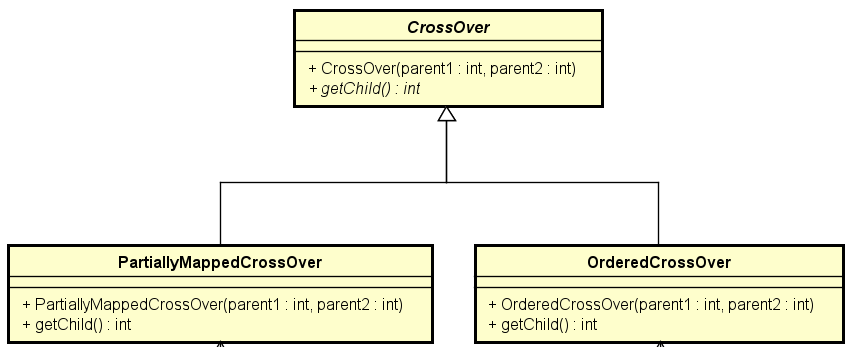 CrossOver
+ CrossOver(parent1 : int, parent2 : int)
+ getChild() : int
PartiallyMappedCrossOver
+ PartiallyMappedCrossOver(parent1 : int, parent2 : int)
+ getChild() : int
OrderedCrossOver
+ OrderedCrossOver(parent1 : int, parent2 : int)
+ getChild() : int